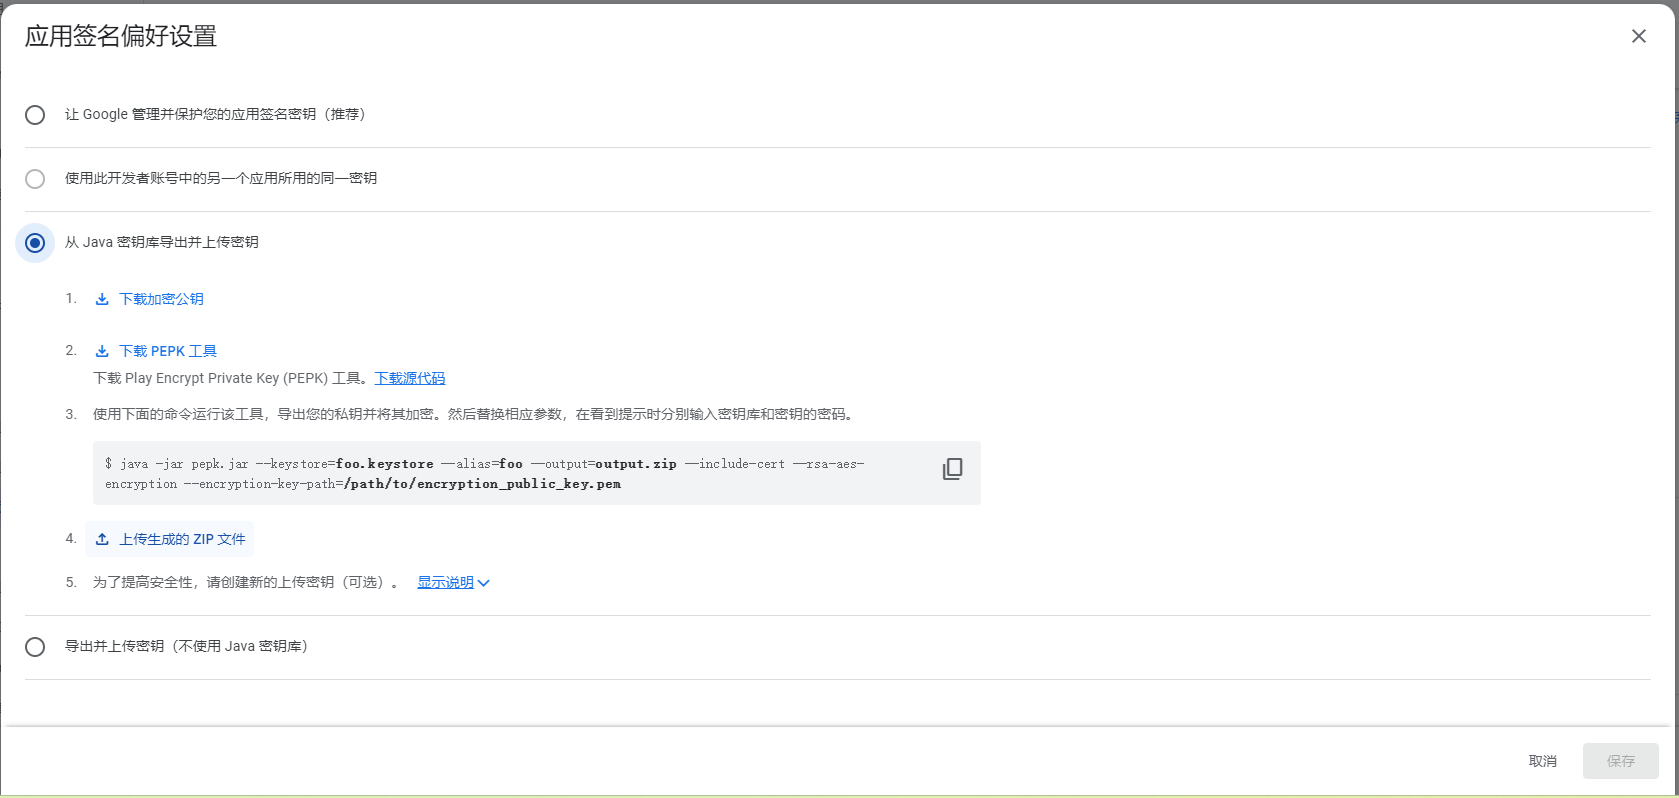 应用签名偏好设置
让 Google 管理并保护您的应用签名密钥（推荐）
使用此开发者账号中的另一个应用所用的同一密钥
从 Java 密钥库导出并上传密钥
1. 下载加密公钥
2. 下载 PEPK 工具
下载 Play Encrypt Private Key (PEPK) 工具。下载源代码
3. 使用下面的命令运行该工具，导出您的私钥并将其加密。然后替换相应参数，在看到提示时分别输入密钥库和密钥的密码。
$ java -jar pepk.jar --keystore=foo.keystore --alias=foo --output=output.zip --include-cert --rsa-aes-
encryption --encryption-key-path=/path/to/encryption_public_key.pem
4. 上传生成的 ZIP 文件
5. 为了提高安全性，请创建新的上传密钥（可选）。 显示说明
导出并上传密钥（不使用 Java 密钥库）
取消 保存